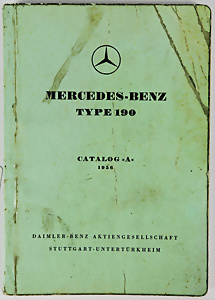 MERCEDES-BENZ
TYPE 190
CATALOG »A«
1956
DAIMLER-BENZ AKTIENGESELLSCHAFT
STUTTGART-UNTERTÜRKHEIM